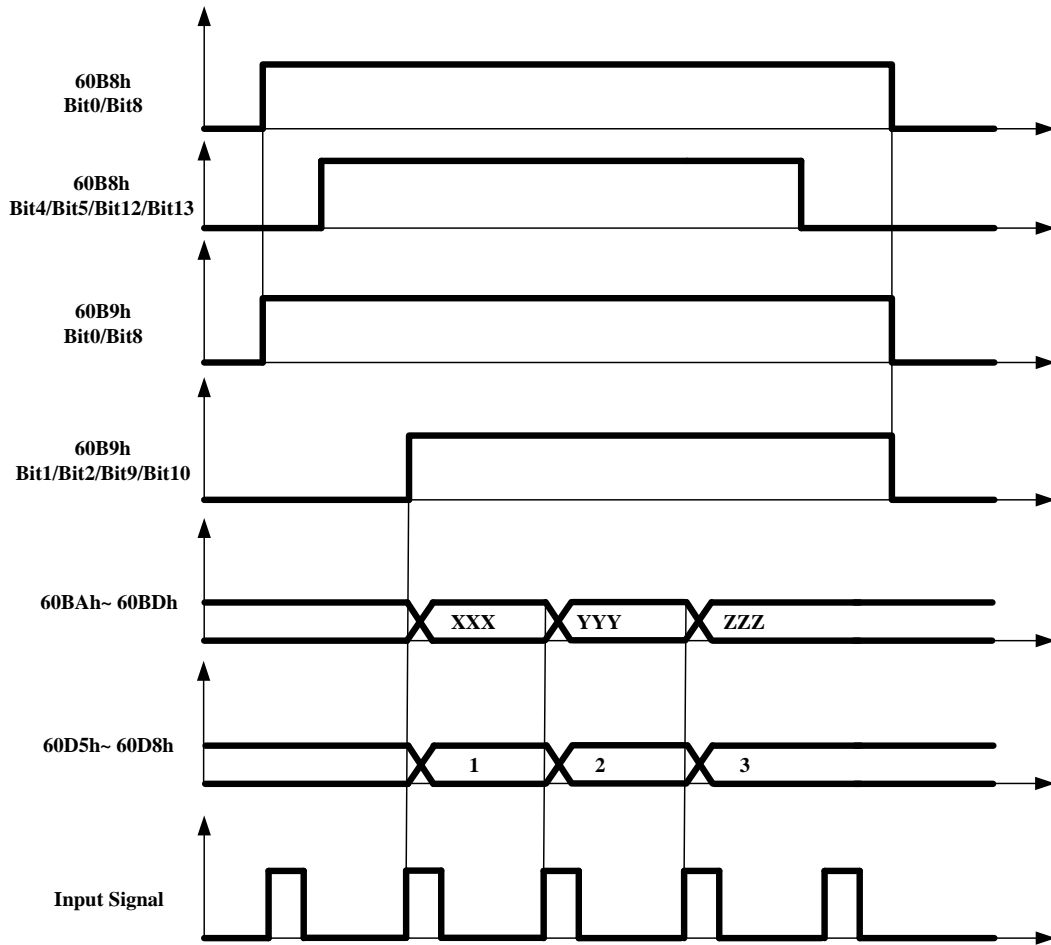 60B8h
Bit0/Bit8
60B8h
Bit4/Bit5/Bit12/Bit13
60B9h
Bit0/Bit8
60B9h
Bit1/Bit2/Bit9/Bit10
60BAh~ 60BDh
XXX YYY ZZZ
60D5h~ 60D8h
1 2 3
Input Signal